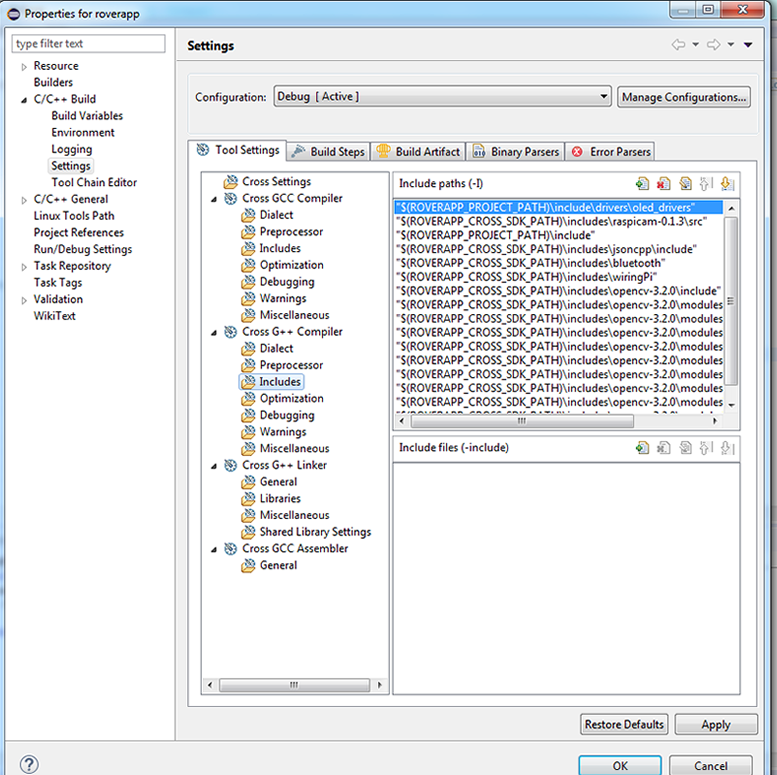 Properties for roverapp
type filter text
Resource
Builders
C/C++ Build
Build Variables
Environment
Logging
Settings
Tool Chain Editor
C/C++ General
Linux Tools Path
Project References
Run/Debug Settings
Task Repository
Task Tags
Validation
WikiText
Settings
Configuration:
Debug [ Active ]
Manage Configurations...
Tool Settings
Build Steps
Build Artifact
Binary Parsers
Error Parsers
Cross Settings
Cross GCC Compiler
Dialect
Preprocessor
Includes
Optimization
Debugging
Warnings
Miscellaneous
Cross G++ Compiler
Dialect
Preprocessor
Includes
Optimization
Debugging
Warnings
Miscellaneous
Cross G++ Linker
General
Libraries
Miscellaneous
Shared Library Settings
Cross GCC Assembler
General
Include paths (-I)
"$(ROVERAPP_PROJECT_PATH)\include\drivers\oled_drivers"
"$(ROVERAPP_CROSS_SDK_PATH)\includes\raspicam-0.1.3\src"
"$(ROVERAPP_PROJECT_PATH)\include"
"$(ROVERAPP_CROSS_SDK_PATH)\includes\jsoncpp\include"
"$(ROVERAPP_CROSS_SDK_PATH)\includes\bluetooth"
"$(ROVERAPP_CROSS_SDK_PATH)\includes\wiringPi"
"$(ROVERAPP_CROSS_SDK_PATH)\includes\opencv-3.2.0\include"
"$(ROVERAPP_CROSS_SDK_PATH)\includes\opencv-3.2.0\modules
"$(ROVERAPP_CROSS_SDK_PATH)\includes\opencv-3.2.0\modules
"$(ROVERAPP_CROSS_SDK_PATH)\includes\opencv-3.2.0\modules
"$(ROVERAPP_CROSS_SDK_PATH)\includes\opencv-3.2.0\modules
"$(ROVERAPP_CROSS_SDK_PATH)\includes\opencv-3.2.0\modules
"$(ROVERAPP_CROSS_SDK_PATH)\includes\opencv-3.2.0\modules
"$(ROVERAPP_CROSS_SDK_PATH)\includes\opencv-3.2.0\modules
"$(ROVERAPP_CROSS_SDK_PATH)\includes\opencv-3.2.0\modules
Include files (-include)
Restore Defaults
Apply
OK
Cancel